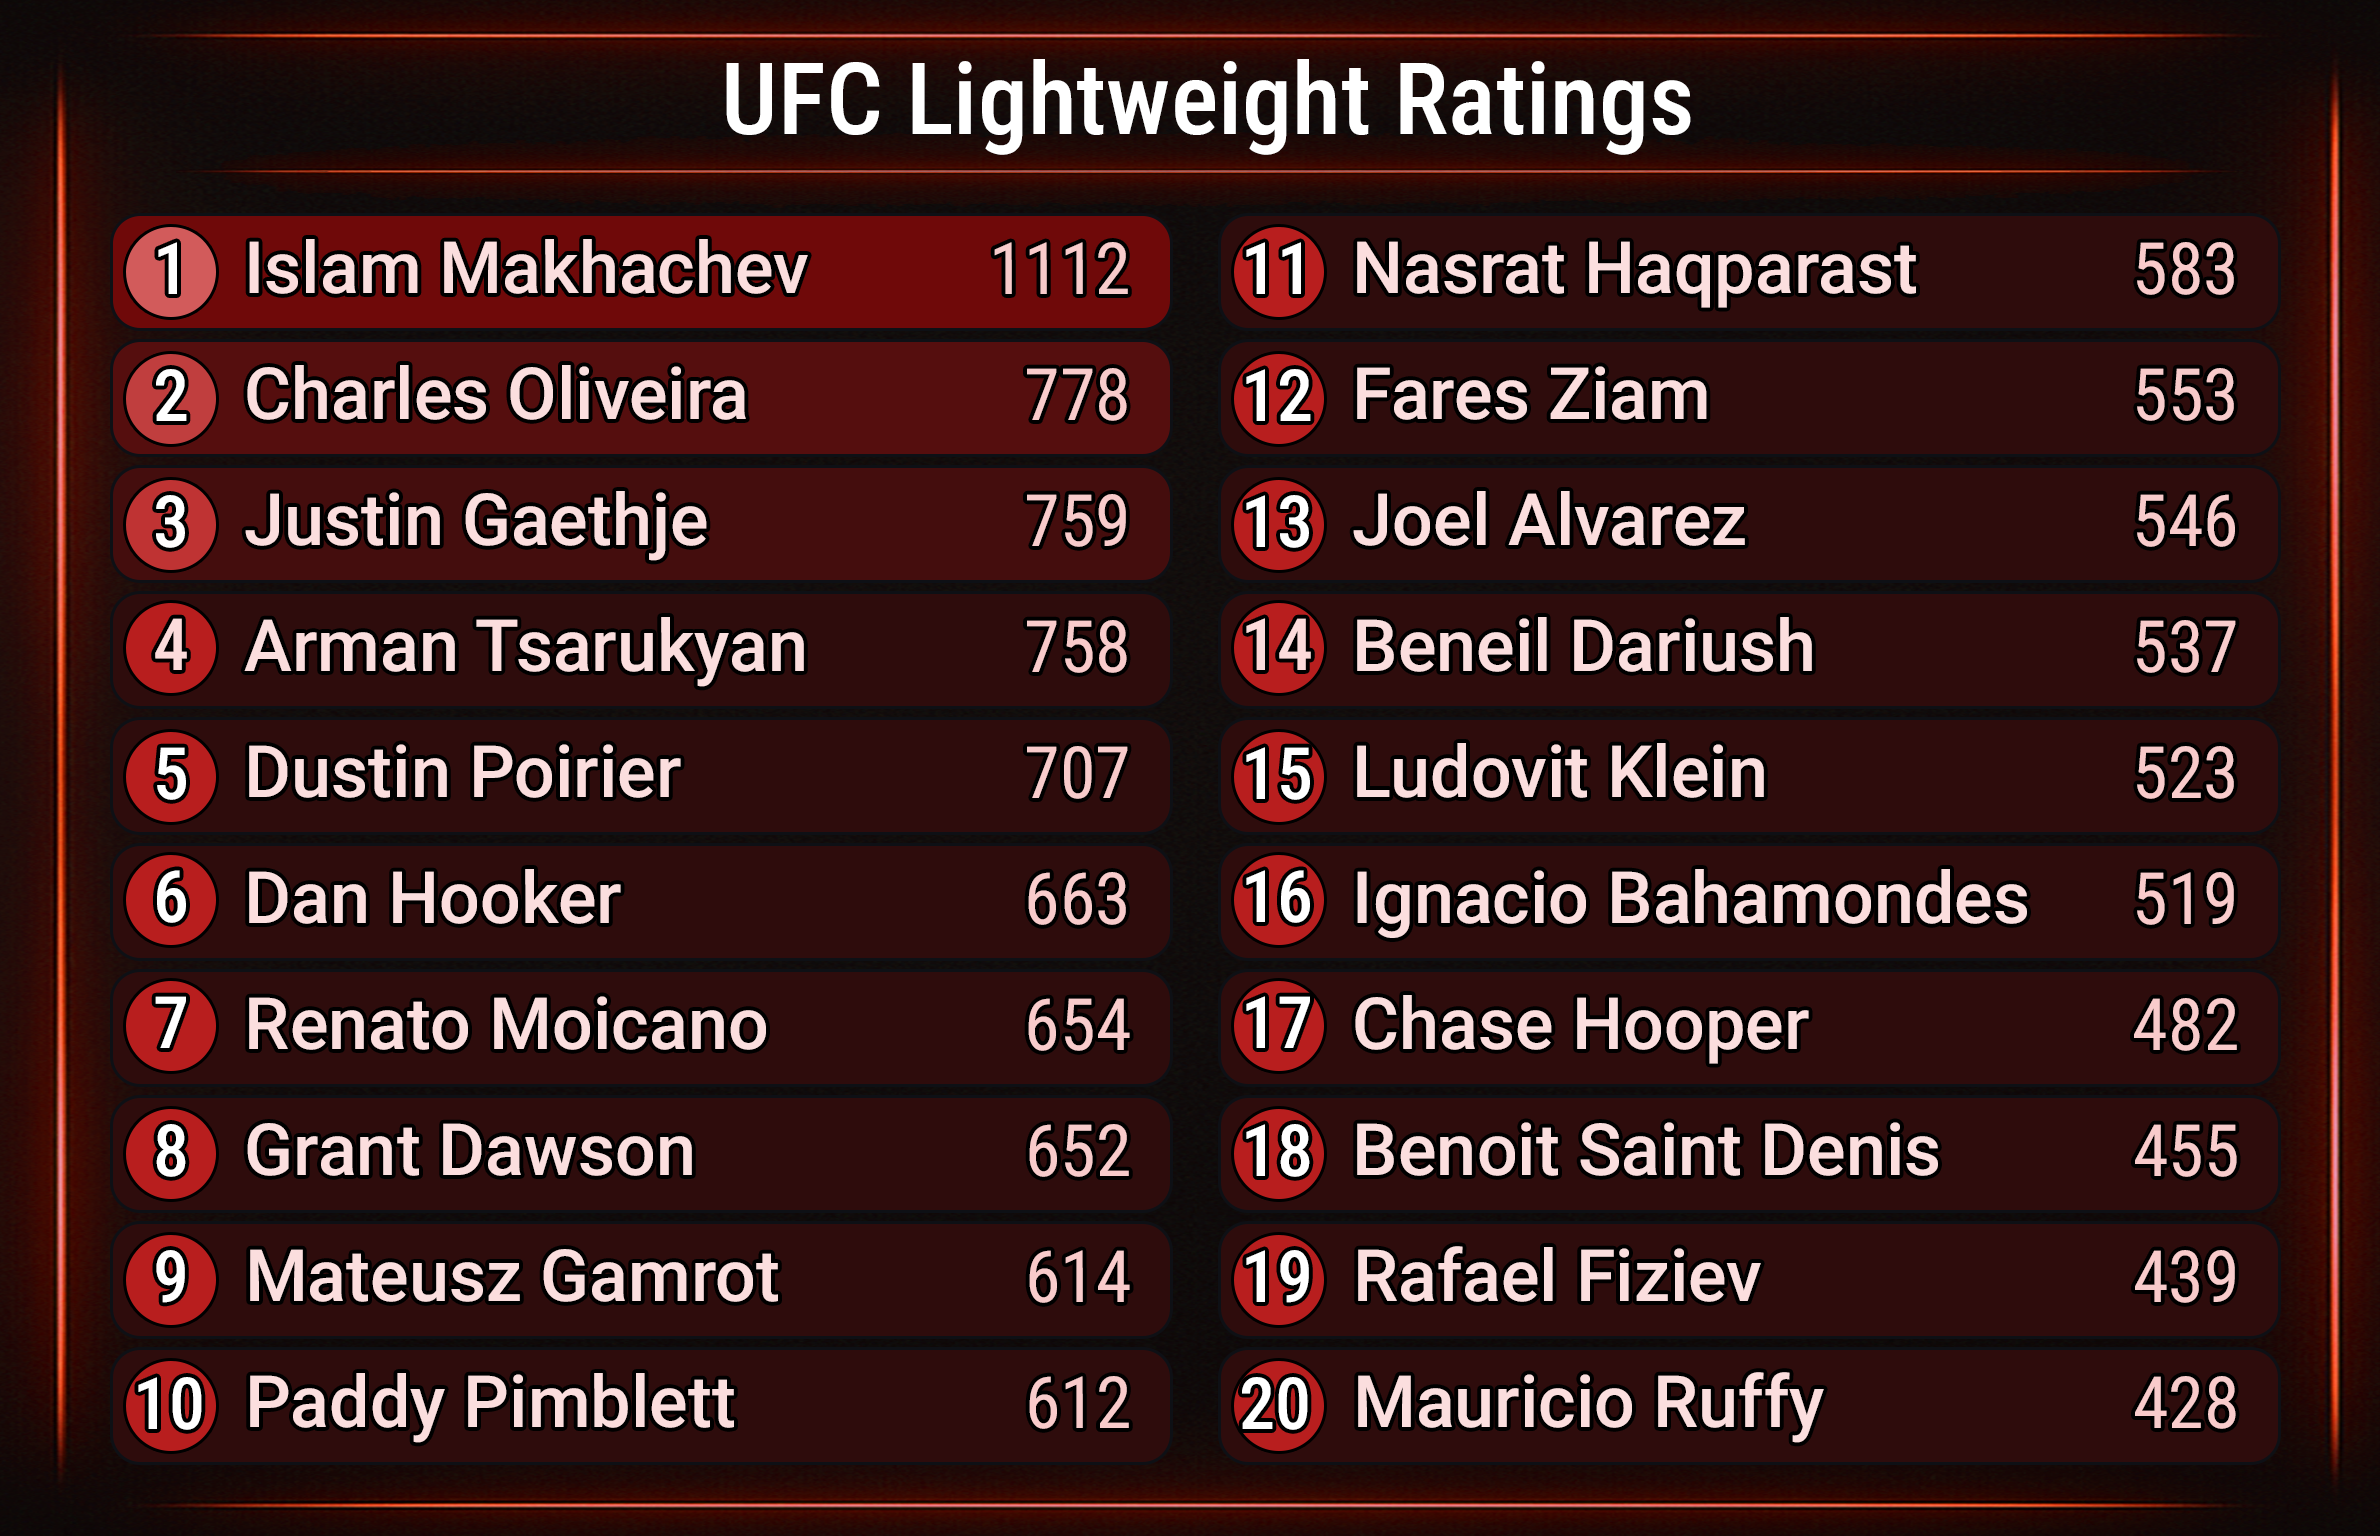 UFC Lightweight Ratings
1 Islam Makhachev 1112
2 Charles Oliveira 778
3 Justin Gaethje 759
4 Arman Tsarukyan 758
5 Dustin Poirier 707
6 Dan Hooker 663
7 Renato Moicano 654
8 Grant Dawson 652
9 Mateusz Gamrot 614
10 Paddy Pimblett 612
11 Nasrat Haqparast 583
12 Fares Ziam 553
13 Joel Alvarez 546
14 Beneil Dariush 537
15 Ludovit Klein 523
16 Ignacio Bahamondes 519
17 Chase Hooper 482
18 Benoit Saint Denis 455
19 Rafael Fiziev 439
20 Mauricio Ruffy 428